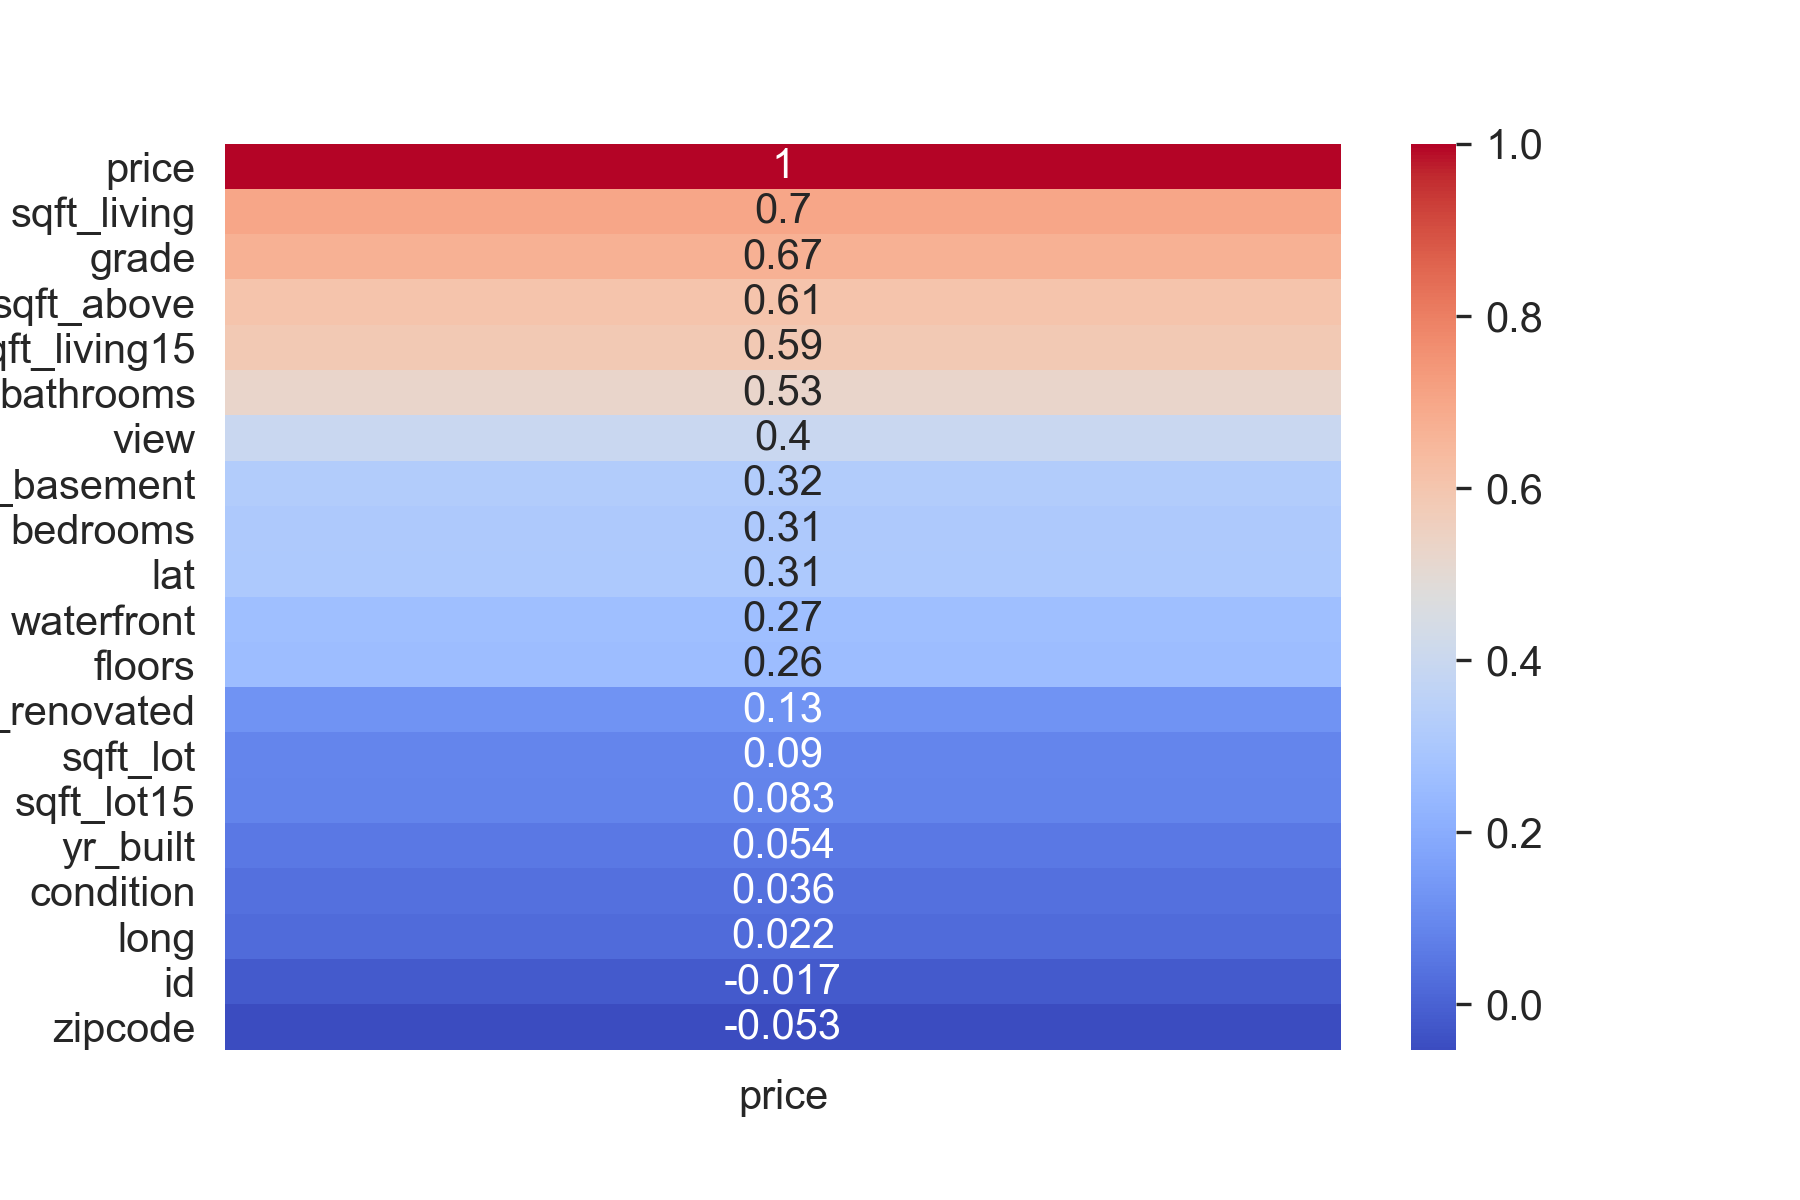 price 1
sqft_living 0.7
grade 0.67
sqft_above 0.61
qft_living15 0.59
bathrooms 0.53
view 0.4
_basement 0.32
bedrooms 0.31
lat 0.31
waterfront 0.27
floors 0.26
_renovated 0.13
sqft_lot 0.09
sqft_lot15 0.083
yr_built 0.054
condition 0.036
long 0.022
id -0.017
zipcode -0.053
price
1.0
0.8
0.6
0.4
0.2
0.0